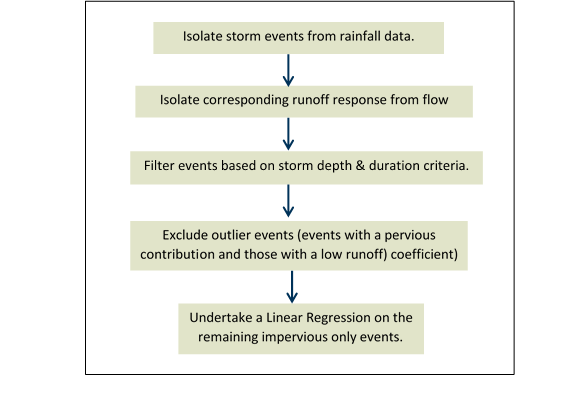 Isolate storm events from rainfall data.
Isolate corresponding runoff response from flow
Filter events based on storm depth & duration criteria.
Exclude outlier events (events with a pervious
contribution and those with a low runoff) coefficient)
Undertake a Linear Regression on the
remaining impervious only events.